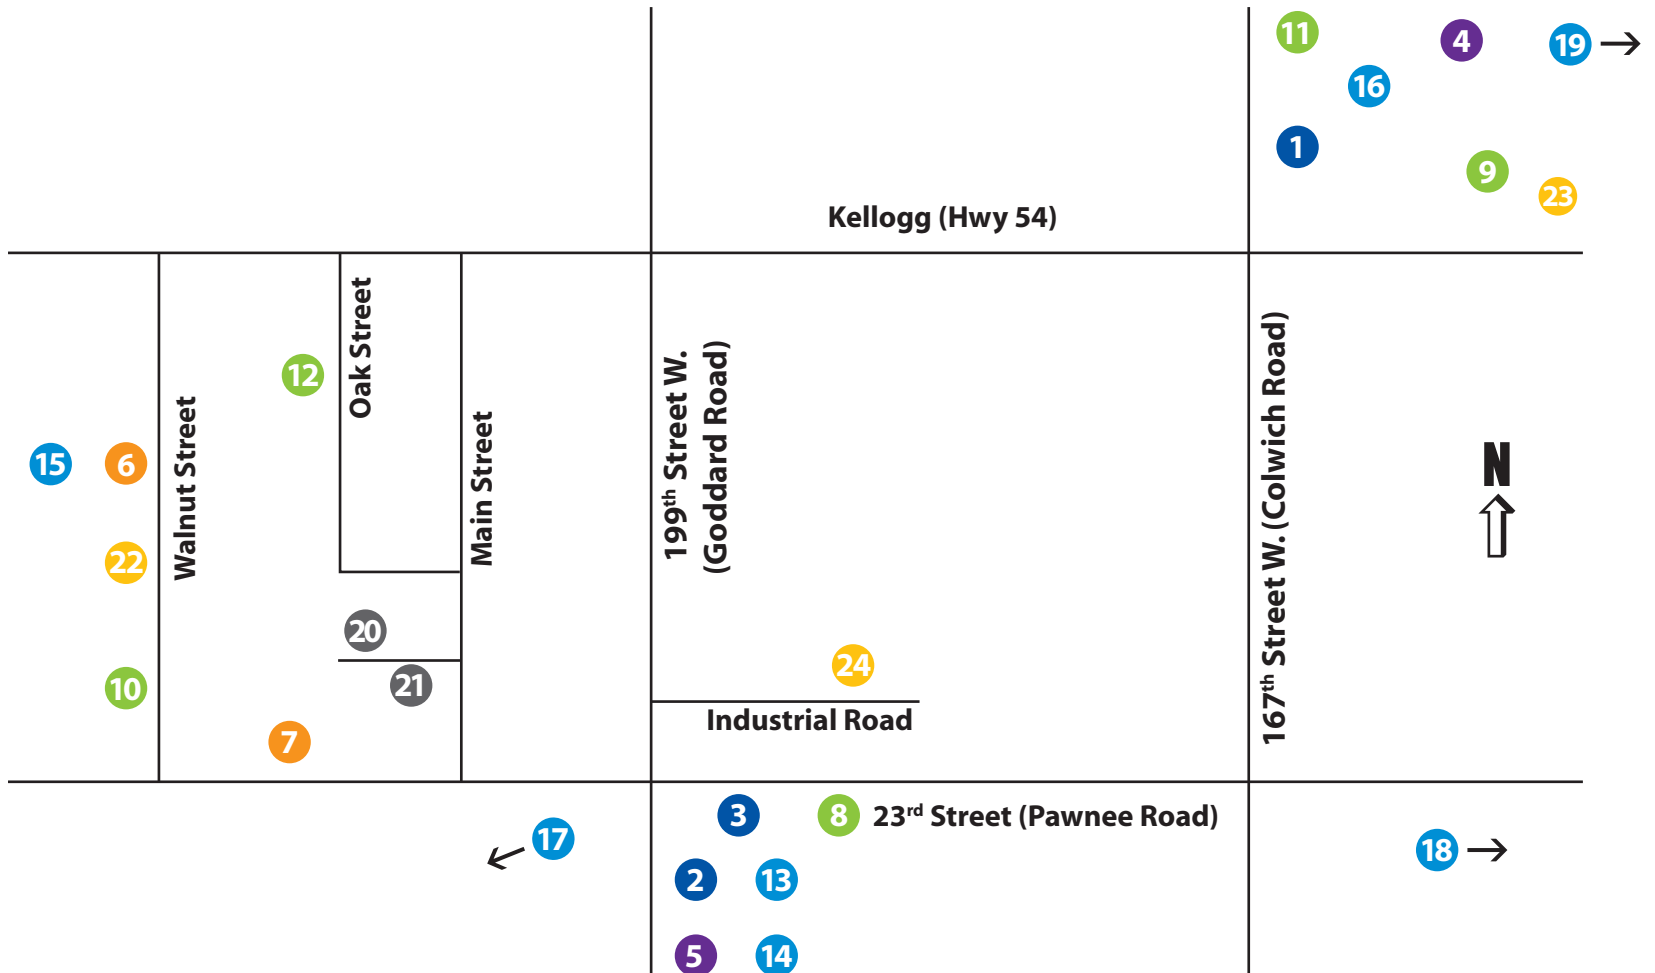 11
4
19
16
1
9
23
Kellogg (Hwy 54)
Oak Street
12
Walnut Street
Main Street
199th Street W.
(Goddard Road)
167th Street W. (Colwich Road)
N
15
6
22
20
24
10
21
Industrial Road
7
3
8
23rd Street (Pawnee Road)
17
18
2
13
5
14